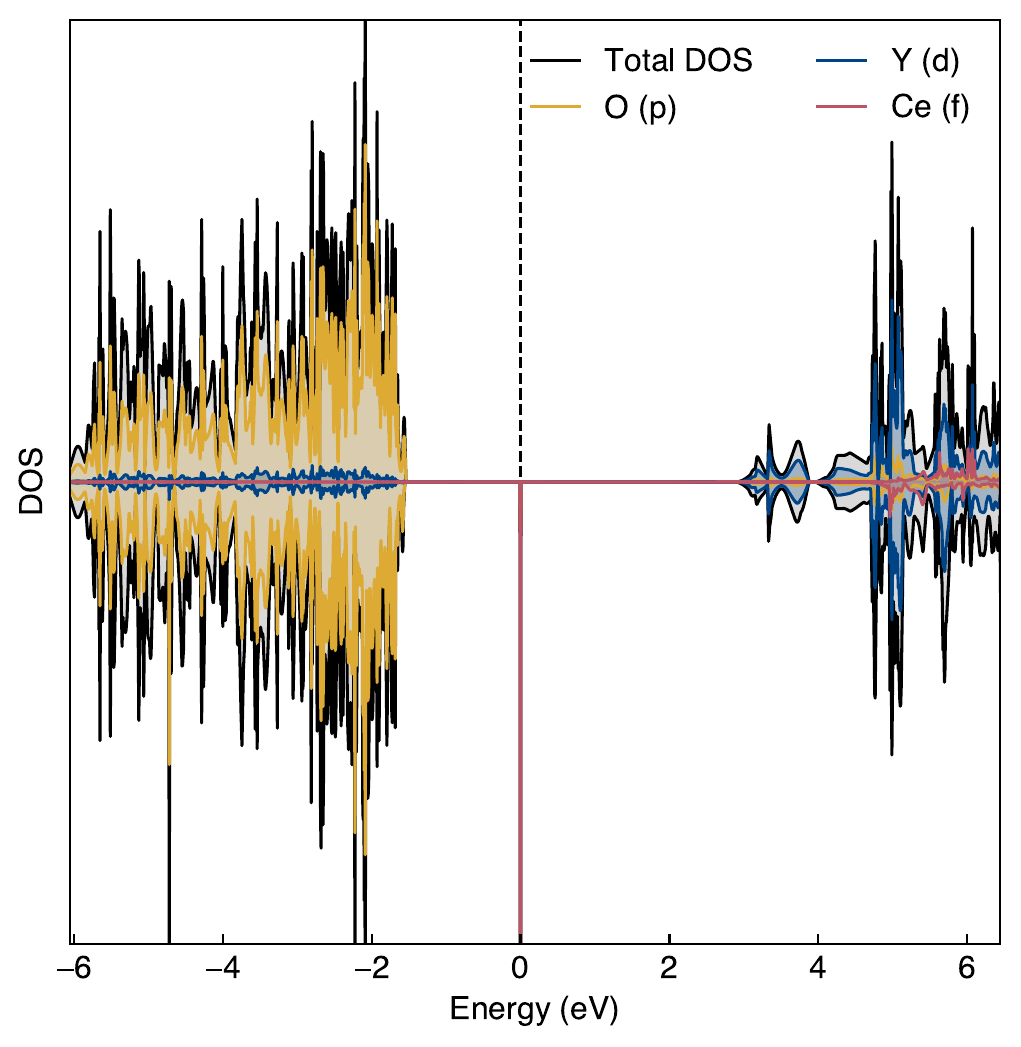 Total DOS
O (p)
Y (d)
Ce (f)
DOS
−6 −4 −2 0 2 4 6
Energy (eV)